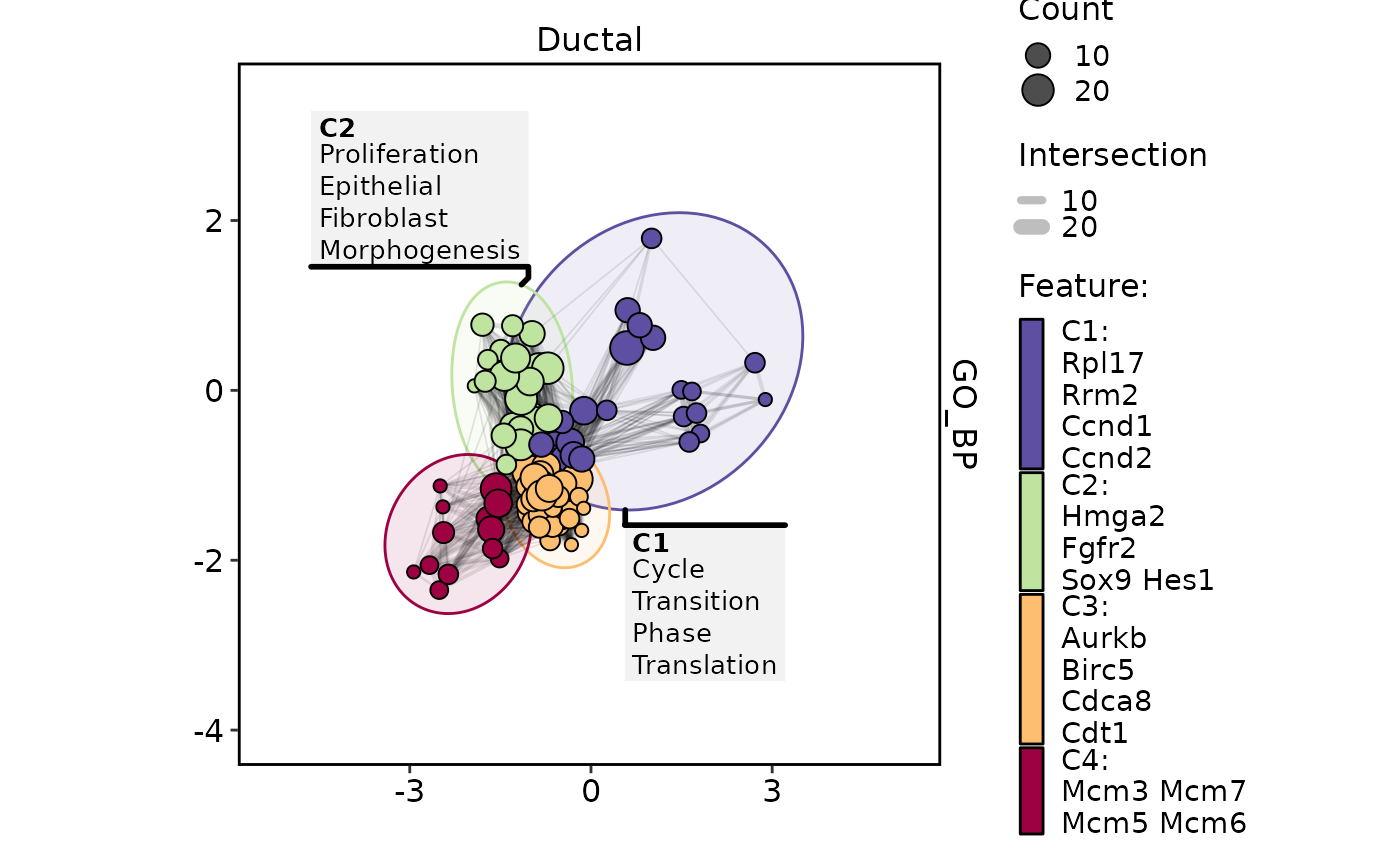 Ductal
C2
Proliferation
Epithelial
Fibroblast
Morphogenesis
C1
Cycle
Transition
Phase
Translation
2
0
-2
-4
-3
0
3
GO_BP
Count
10
20
Intersection
10
20
Feature:
C1:
Rpl17
Rrm2
Ccnd1
Ccnd2
C2:
Hmga2
Fgfr2
Sox9 Hes1
C3:
Aurkb
Birc5
Cdca8
Cdt1
C4:
Mcm3 Mcm7
Mcm5 Mcm6